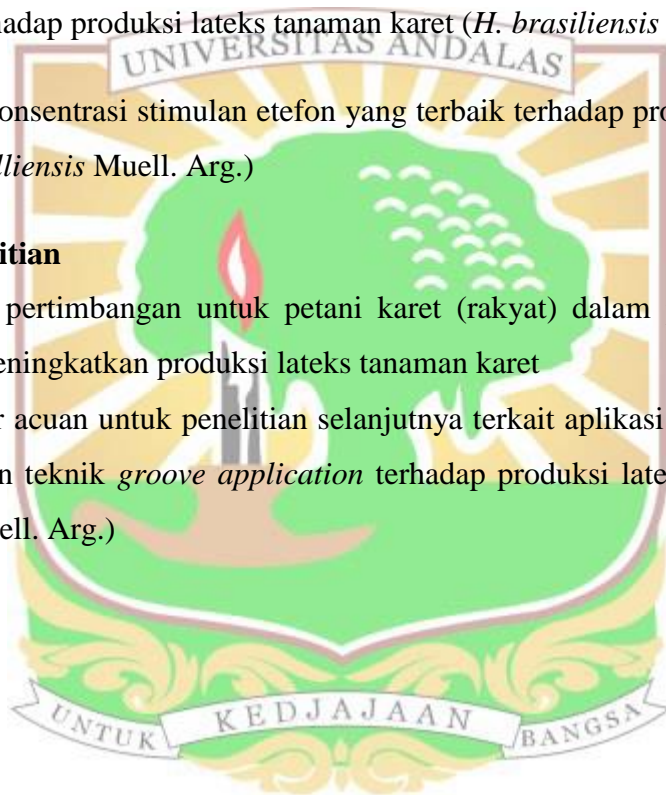 hadap produksi lateks tanaman karet (H. brasiliensis
UNIVERSITAS ANDALAS
onsentrasi stimulan etefon yang terbaik terhadap pro
lliensis Muell. Arg.)
itian
pertimbangan untuk petani karet (rakyat) dalam
eningkatkan produksi lateks tanaman karet
r acuan untuk penelitian selanjutnya terkait aplikasi
n teknik groove application terhadap produksi late
ell. Arg.)
UNTUK KEDJAJAAN BANGSA